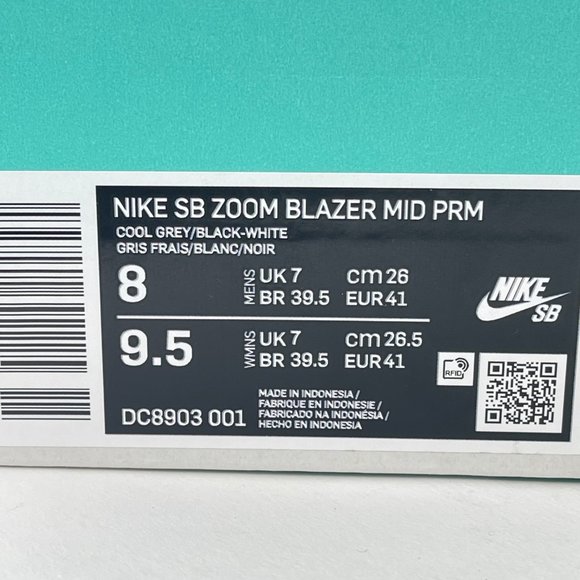 NIKE SB ZOOM BLAZER MID PRM
COOL GREY/BLACK-WHITE
GRIS FRAIS/BLANC/NOIR
8 MENS UK 7 cm 26
BR 39.5 EUR 41
9.5 WMNS UK 7 cm 26.5
BR 39.5 EUR 41
NIKE
SB
RFID
DC8903 001
MADE IN INDONESIA/
FABRIQUE EN INDONESIE/
FABRICADO NA INDONÉSIA/
HECHO EN INDONESIA